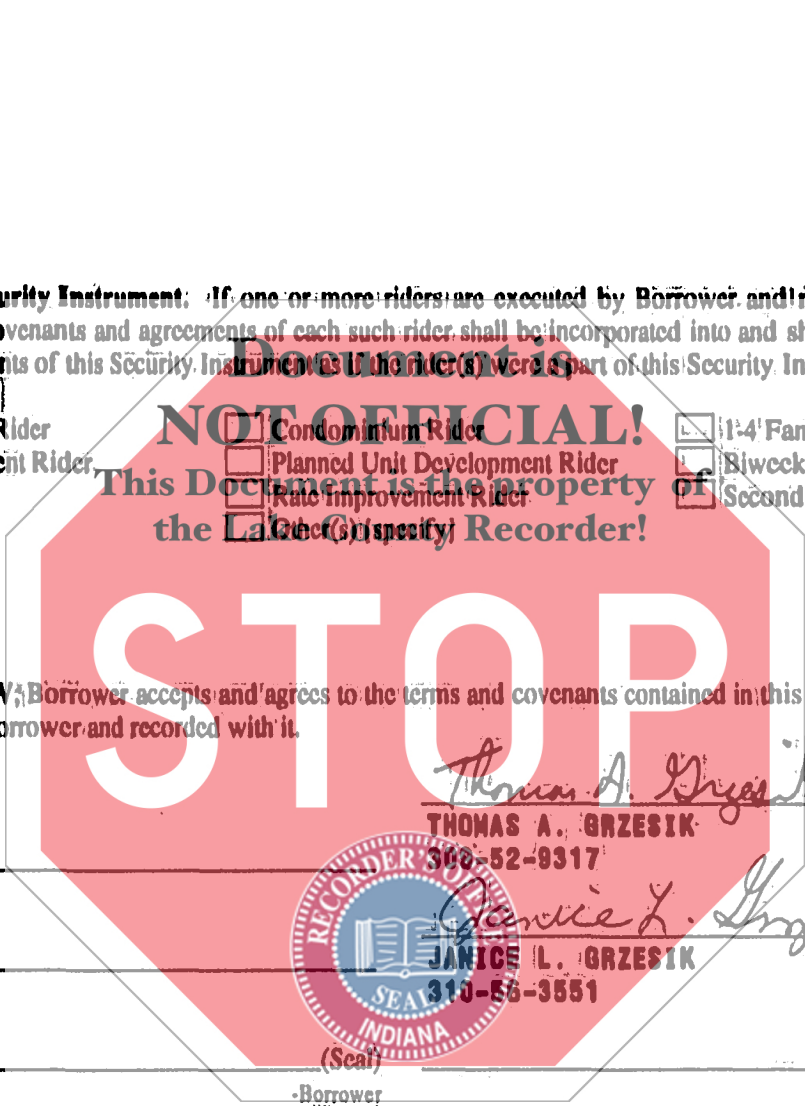 urity Instrument. If one or more riders are executed by Borrower and
ovenants and agreements of each such rider shall be incorporated into and
nts of this Security Instrument as if the rider(s) were a part of this Security
Document is
NOT OFFICIAL!
This Document is the property of
the Lake County Recorder!
Rider Condominium Rider 1-4 Fam
ent Rider Planned Unit Development Rider Biweek
Rate Improvement Rider Second
Other(s) (specify)
STOP
Borrower accepts and agrees to the terms and covenants contained in this
orrower and recorded with it.
Thomas A. Grzesik
THOMAS A. GRZESIK
Janice L.
JANICE L. GRZESIK
RECORDER'S OFFICE
SEAL
INDIANA
(Seal)
-Borrower